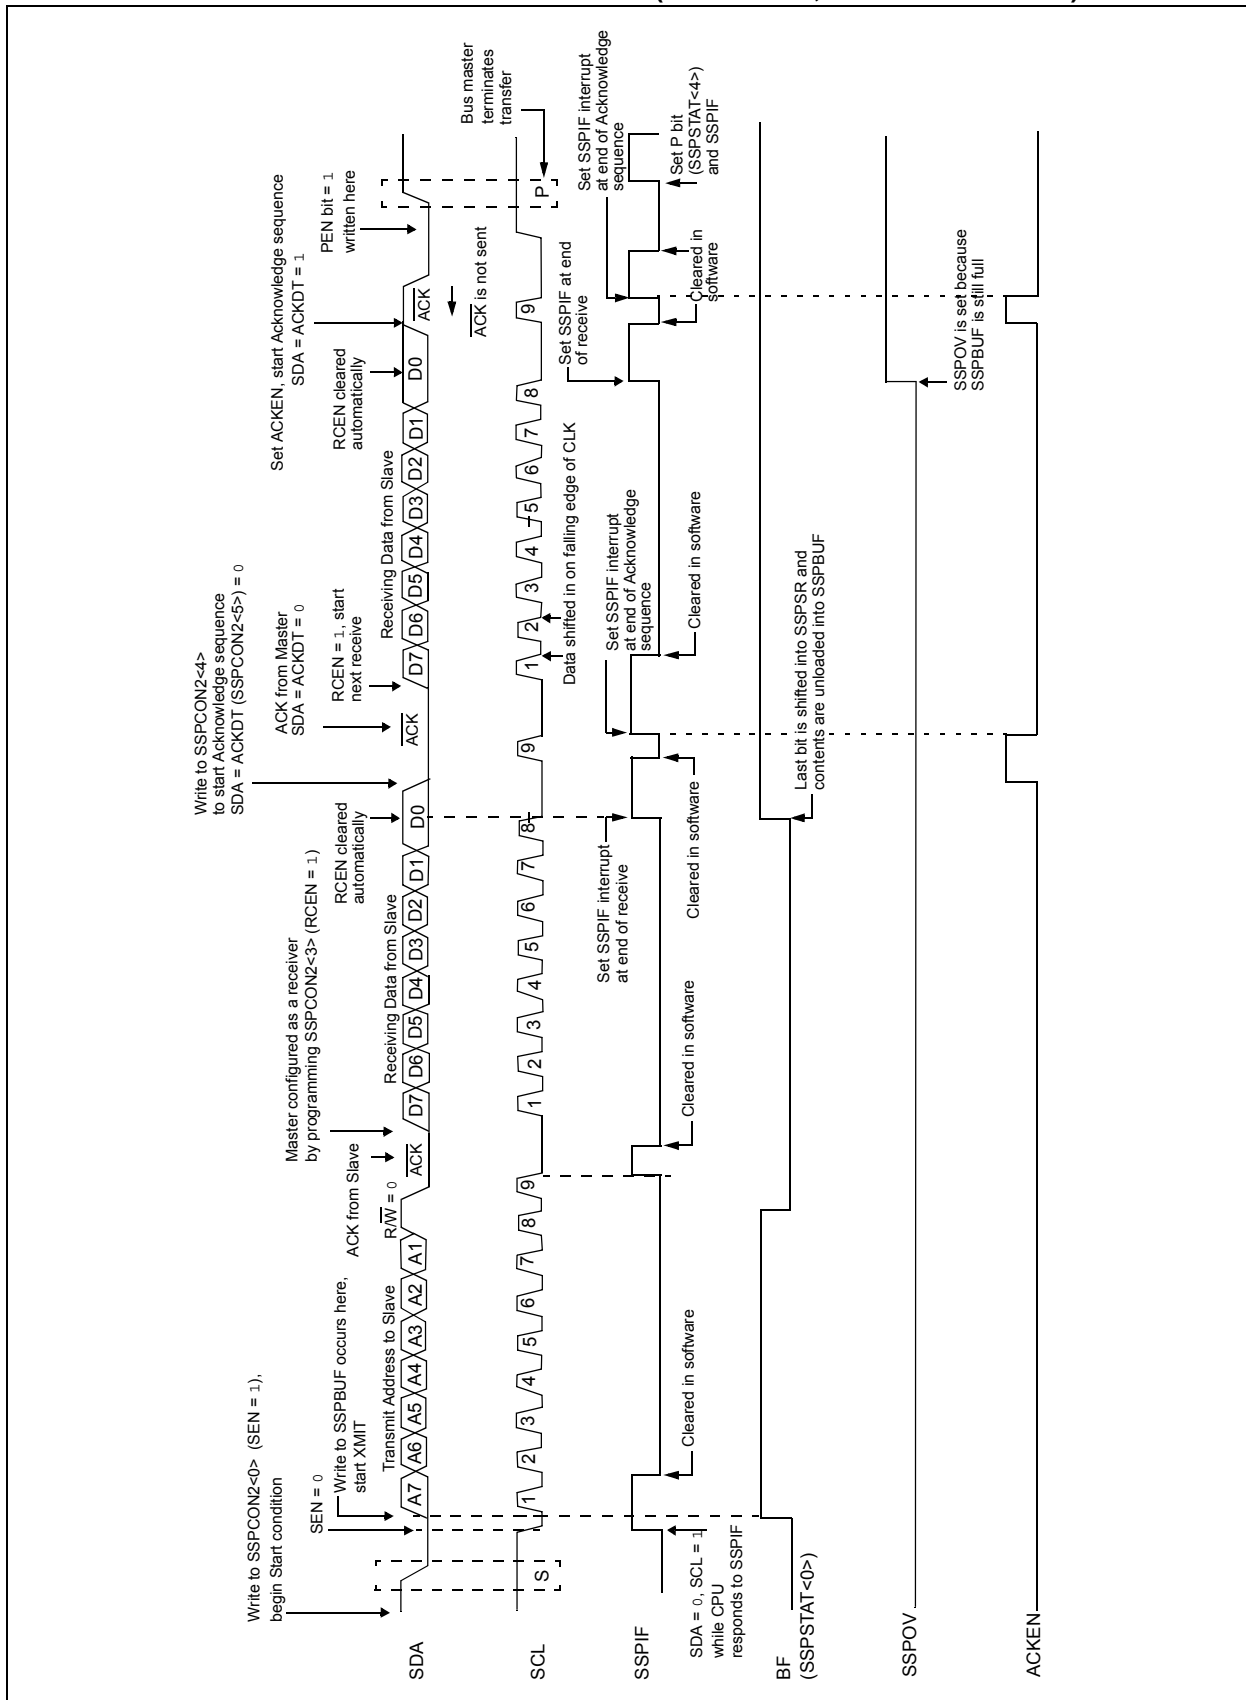 Write to SSPCON2<0> (SEN = 1),
begin Start condition
SEN = 0
Write to SSPBUF occurs here,
start XMIT
Transmit Address to Slave
ACK from Slave
R/W = 0
Master configured as a receiver
by programming SSPCON2<3> (RCEN = 1)
Receiving Data from Slave
RCEN cleared
automatically
Write to SSPCON2<4>
to start Acknowledge sequence
SDA = ACKDT (SSPCON2<5>) = 0
ACK from Master
SDA = ACKDT = 0
RCEN = 1, start
next receive
Receiving Data from Slave
RCEN cleared
automatically
Set ACKEN, start Acknowledge sequence
SDA = ACKDT = 1
PEN bit = 1
written here
SDA
A7 A6 A5 A4 A3 A2 A1
ACK
D7 D6 D5 D4 D3 D2 D1 D0
ACK
D7 D6 D5 D4 D3 D2 D1 D0
ACK
ACK is not sent
Bus master
terminates
transfer
SCL
S
1 2 3 4 5 6 7 8 9
1 2 3 4 5 6 7 8 9
1 2 3 4 5 6 7 8 9
P
Data shifted in on falling edge of CLK
Set SSPIF interrupt
at end of receive
Set SSPIF interrupt
at end of Acknowledge
sequence
Set SSPIF at end
of receive
Set SSPIF interrupt
at end of Acknowledge
sequence
SSPIF
SDA = 0, SCL = 1
while CPU
responds to SSPIF
Cleared in software
Cleared in software
Cleared in software
Cleared in software
Cleared in
software
Set P bit
(SSPSTAT<4>)
and SSPIF
BF
(SSPSTAT<0>)
Last bit is shifted into SSPSR and
contents are unloaded into SSPBUF
SSPOV
SSPOV is set because
SSPBUF is still full
ACKEN